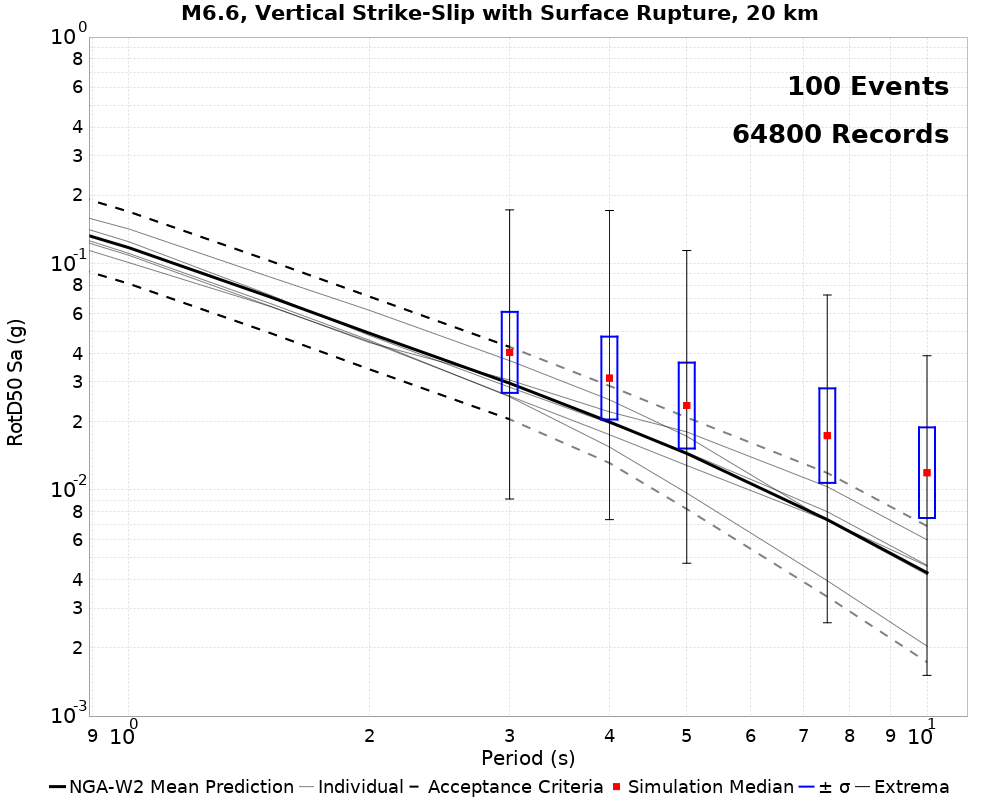 M6.6, Vertical Strike-Slip with Surface Rupture, 20 km
100 Events
64800 Records
RotD50 Sa (g)
10^0
8
6
4
3
2
10^-1
8
6
4
3
2
10^-2
8
6
4
3
2
10^-3
9 10^0 2 3 4 5 6 7 8 9 10^1
Period (s)
NGA-W2 Mean Prediction Individual Acceptance Criteria Simulation Median ± σ Extrema